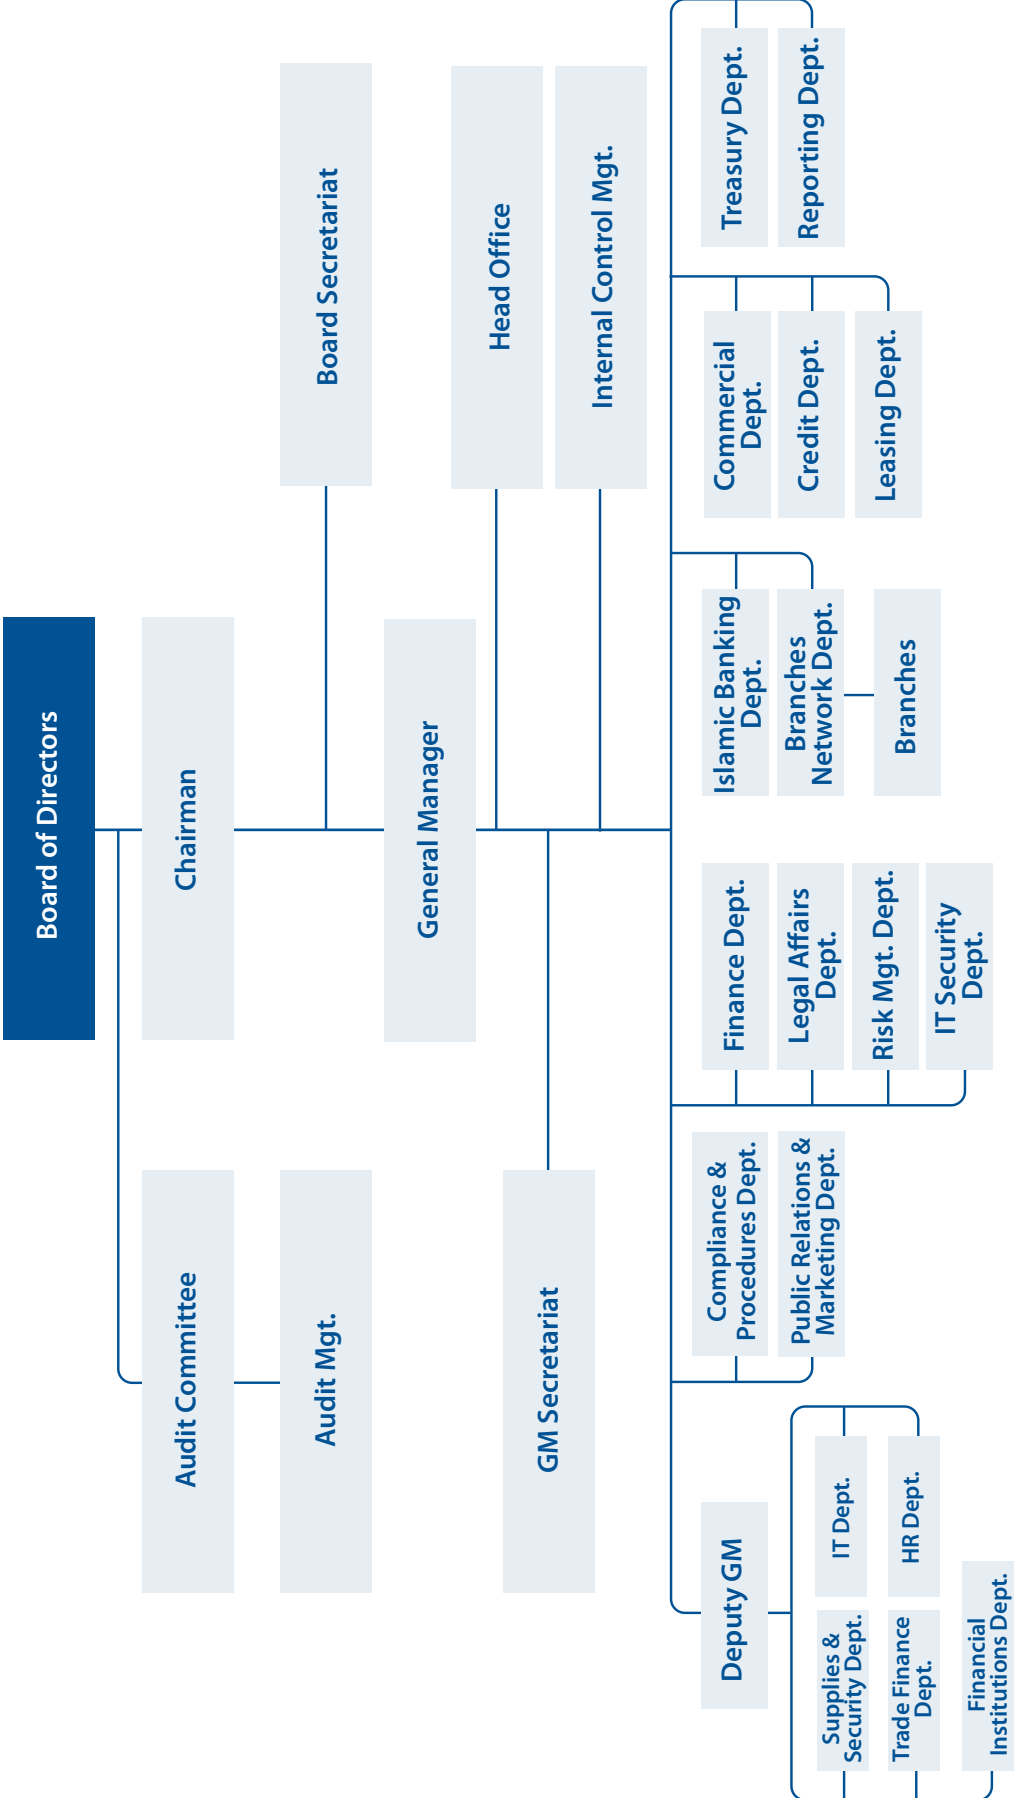 Board of Directors
Audit Committee
Chairman
Audit Mgt.
Board Secretariat
General Manager
Head Office
GM Secretariat
Internal Control Mgt.
Deputy GM
Supplies &
Security Dept.
IT Dept.
Trade Finance
Dept.
HR Dept.
Financial
Institutions Dept.
Compliance &
Procedures Dept.
Public Relations &
Marketing Dept.
Finance Dept.
Legal Affairs
Dept.
Risk Mgt. Dept.
IT Security
Dept.
Islamic Banking
Dept.
Branches
Network Dept.
Branches
Commercial
Dept.
Credit Dept.
Leasing Dept.
Treasury Dept.
Reporting Dept.